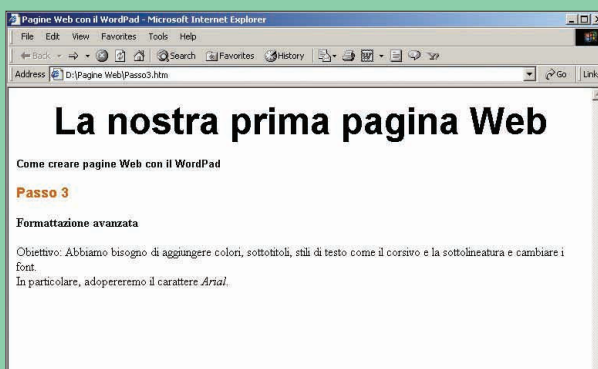 Pagine Web con il WordPad - Microsoft Internet Explorer
File Edit View Favorites Tools Help
Back Search Favorites History
Address D:\Pagine Web\Passo3.htm Go Link
La nostra prima pagina Web
Come creare pagine Web con il WordPad
Passo 3
Formattazione avanzata
Obiettivo: Abbiamo bisogno di aggiungere colori, sottotitoli, stili di testo come il corsivo e la sottolineatura e cambiare i
font.
In particolare, adopereremo il carattere Arial.